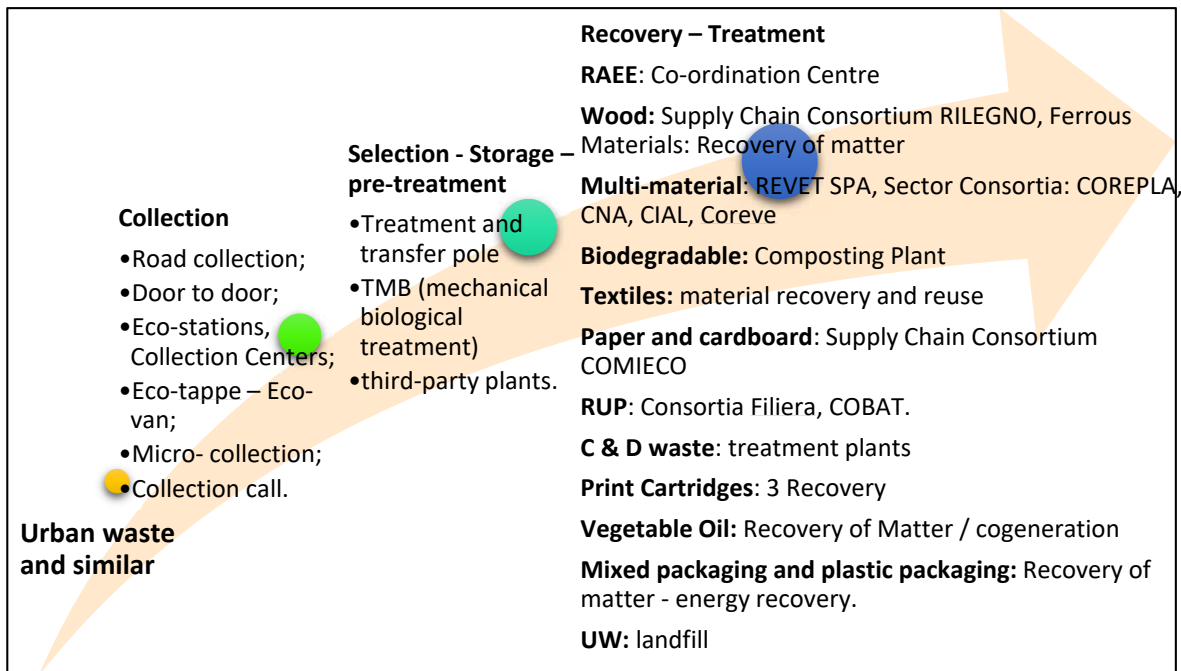 Urban waste
and similar
Collection
•Road collection;
•Door to door;
•Eco-stations,
Collection Centers;
•Eco-tappe – Eco-
van;
•Micro- collection;
•Collection call.
Selection - Storage –
pre-treatment
•Treatment and
transfer pole
•TMB (mechanical
biological
treatment)
•third-party plants.
Recovery – Treatment
RAEE: Co-ordination Centre
Wood: Supply Chain Consortium RILEGNO, Ferrous
Materials: Recovery of matter
Multi-material: REVET SPA, Sector Consortia: COREPLA,
CNA, CIAL, Coreve
Biodegradable: Composting Plant
Textiles: material recovery and reuse
Paper and cardboard: Supply Chain Consortium
COMIECO
RUP: Consortia Filiera, COBAT.
C & D waste: treatment plants
Print Cartridges: 3 Recovery
Vegetable Oil: Recovery of Matter / cogeneration
Mixed packaging and plastic packaging: Recovery of
matter - energy recovery.
UW: landfill